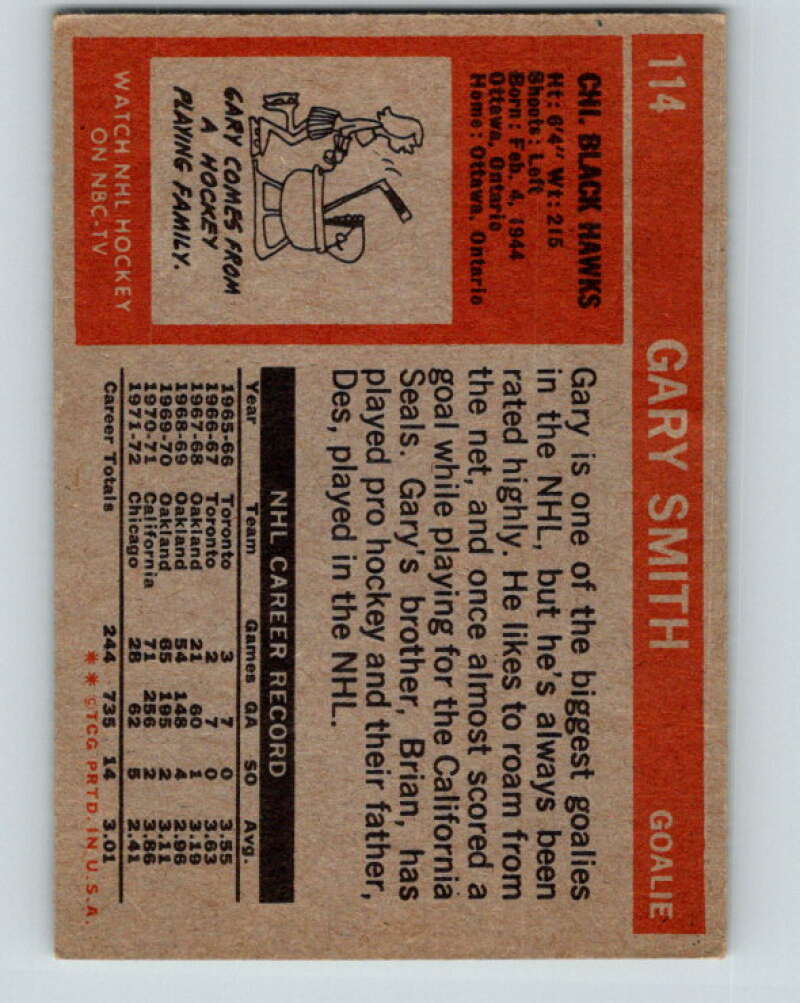 114 GARY SMITH GOALIE
CHI. BLACK HAWKS
Ht: 6'4" Wt: 215
Shoots: Left
Born: Feb. 4, 1944
Ottawa, Ontario
Home: Ottawa, Ontario
GARY COMES FROM
A HOCKEY
PLAYING FAMILY.
WATCH NHL HOCKEY
ON NBC-TV
Gary is one of the biggest goalies
in the NHL, but he's always been
rated highly. He likes to roam from
the net, and once almost scored a
goal while playing for the California
Seals. Gary's brother, Brian, has
played pro hockey and their father,
Des, played in the NHL.
NHL CAREER RECORD
Year Team Games GA SO Avg.
1965-66 Toronto 3 7 0 3.55
1966-67 Toronto 2 7 0 3.63
1967-68 Oakland 21 60 1 3.19
1968-69 Oakland 54 148 4 2.96
1969-70 Oakland 65 195 2 3.11
1970-71 California 71 256 2 3.86
1971-72 Chicago 28 62 5 2.41
Career Totals 244 735 14 3.01
** ©TCG PRTD. IN U.S.A.